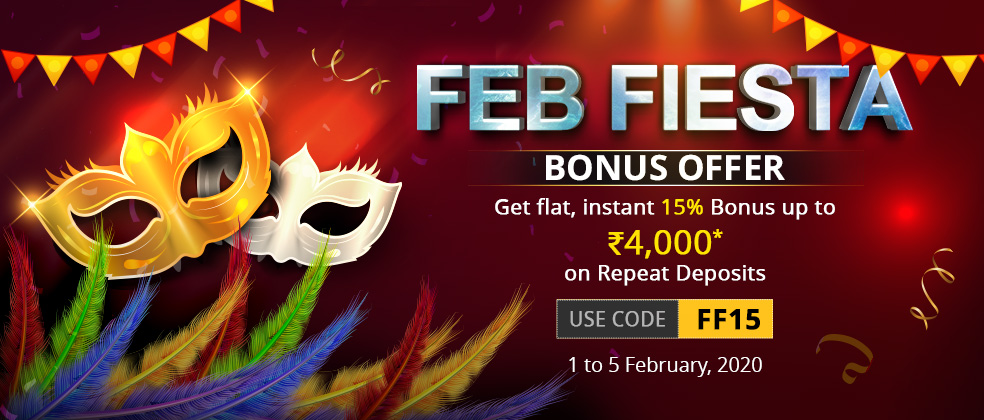 FEB FIESTA
BONUS OFFER
Get flat, instant 15% Bonus up to
₹4,000*
on Repeat Deposits
USE CODE FF15
1 to 5 February, 2020